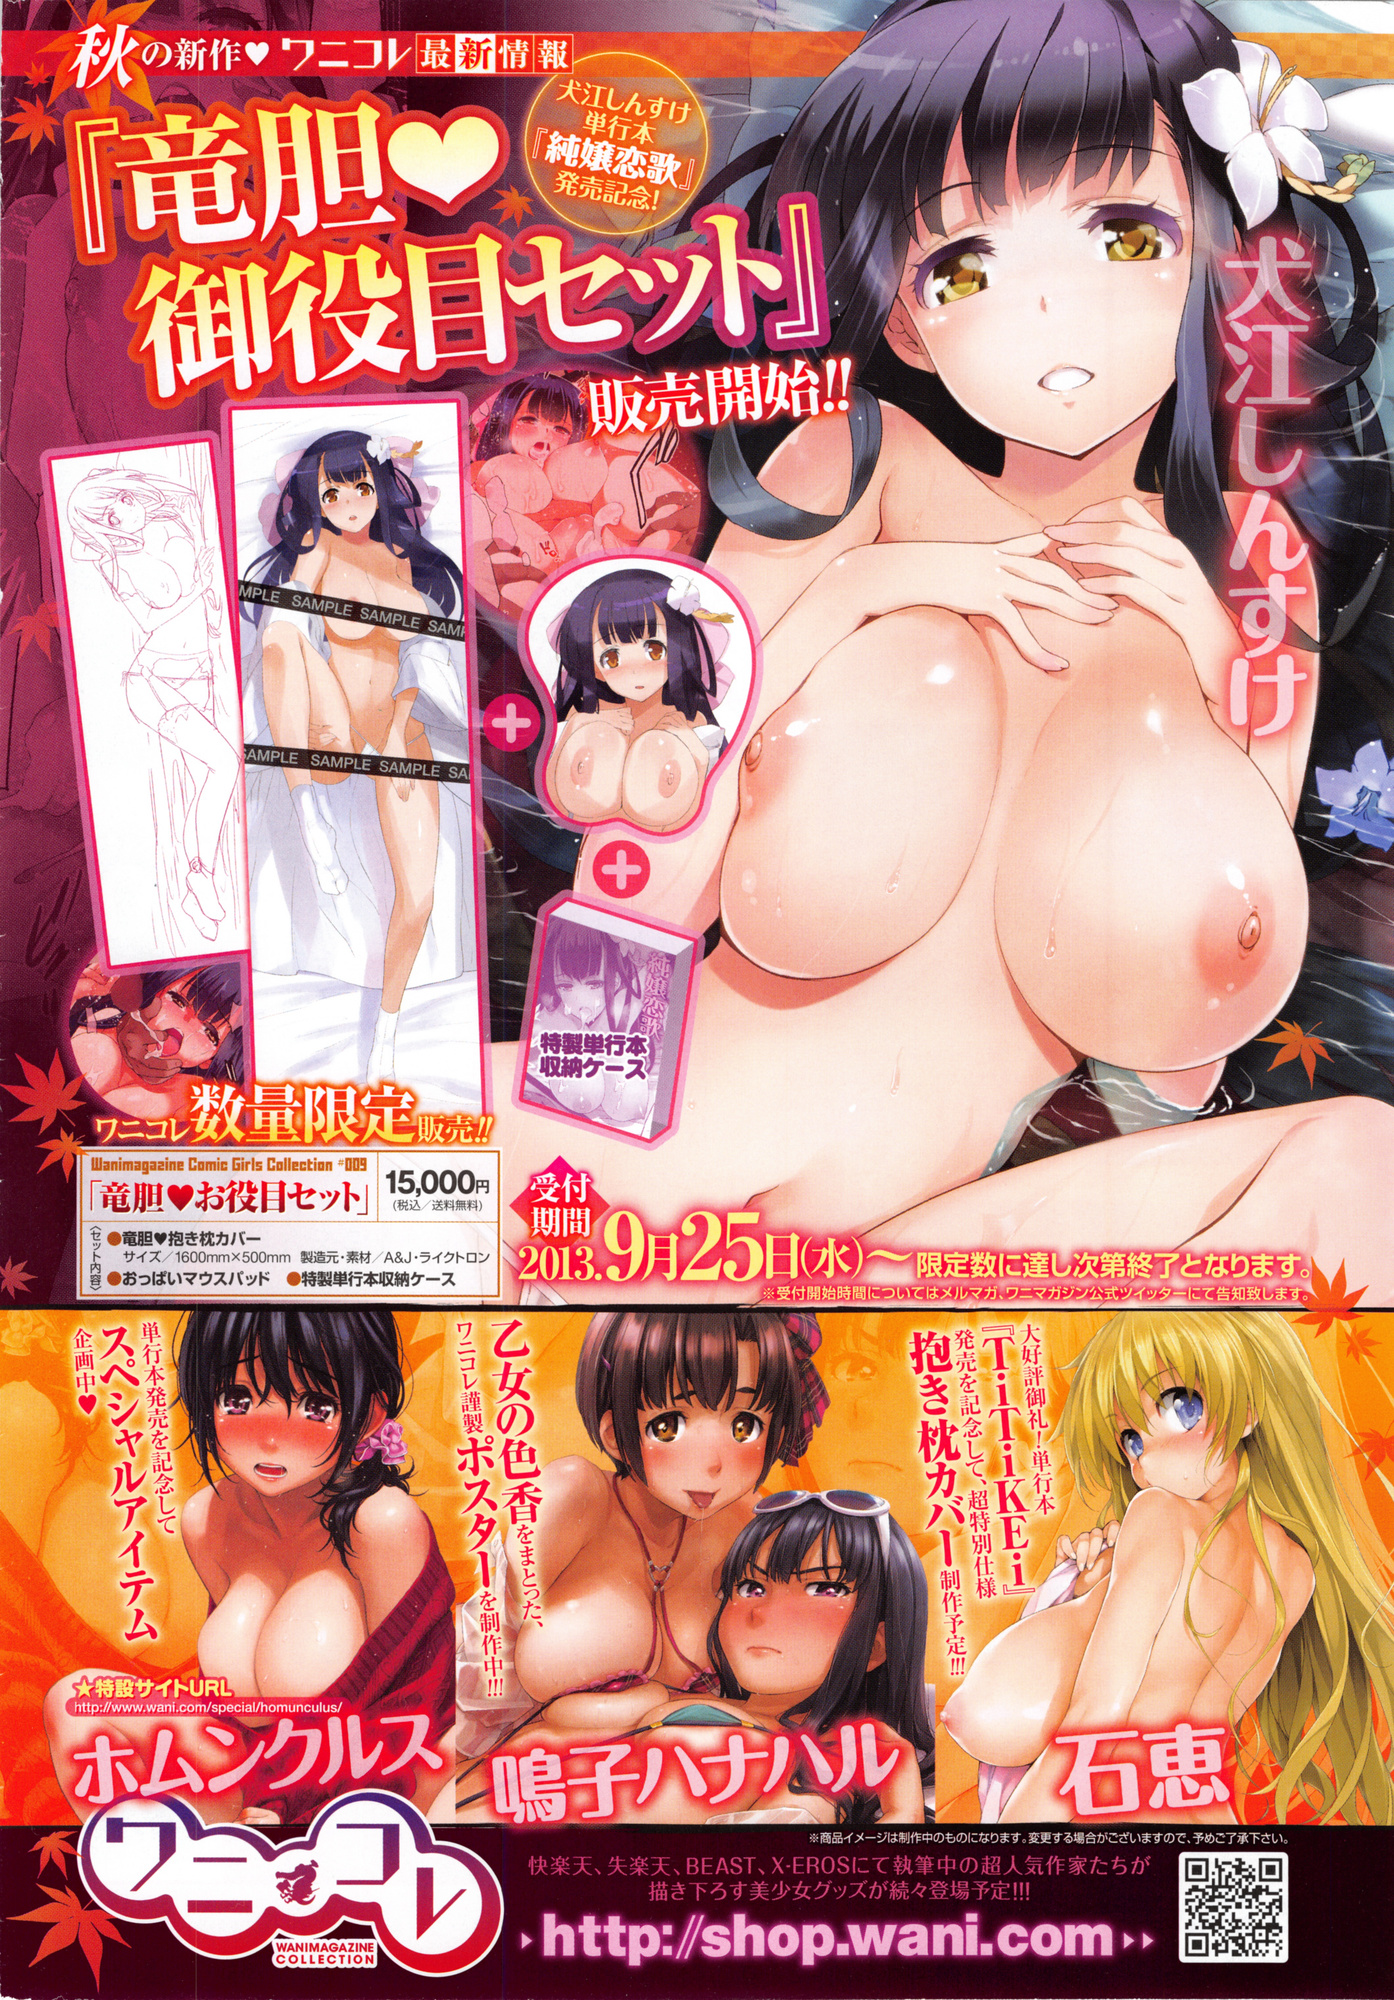 秋の新作♥ワニコレ最新情報
犬江しんすけ
単行本
『純嬢恋歌』
発売記念!
『竜胆♥
御役目セット』
販売開始!!
犬江しんすけ
SAMPLE SAMPLE SAMPLE
SAMPLE SAMPLE SAMPLE
+
+
純嬢恋歌
特製単行本
収納ケース
ワニコレ数量限定販売!!
Wanimagazine Comic Girls Collection #009
「竜胆♥お役目セット」
15,000円
(税込/送料無料)
〈セット内容〉
●竜胆♥抱き枕カバー
サイズ/1600mm×500mm 製造元・素材/A&J・ライクトロン
●おっぱいマウスパッド ●特製単行本収納ケース
受付
期間
2013.9月25日(水)～限定数に達し次第終了となります。
※受付開始時間についてはメルマガ、ワニマガジン公式ツイッターにて告知致します。
単行本発売を記念して
スペシャルアイテム
企画中♥
★特設サイトURL
http://www.wani.com/special/homunculus/
ホムンクルス
乙女の色香をまとった、
ワニコレ謹製ポスターを制作中!!!
鳴子ハナハル
大好評御礼!単行本
『TiTiKEi』
発売を記念して、超特別仕様
抱き枕カバー制作予定!!!
石恵
※商品イメージは制作中のものになります。変更する場合がございますので、予めご了承下さい。
ワニコレ
WANIMAGAZINE
COLLECTION
快楽天、失楽天、BEAST、X-EROSにて執筆中の超人気作家たちが
描き下ろす美少女グッズが続々登場予定!!!
http://shop.wani.com